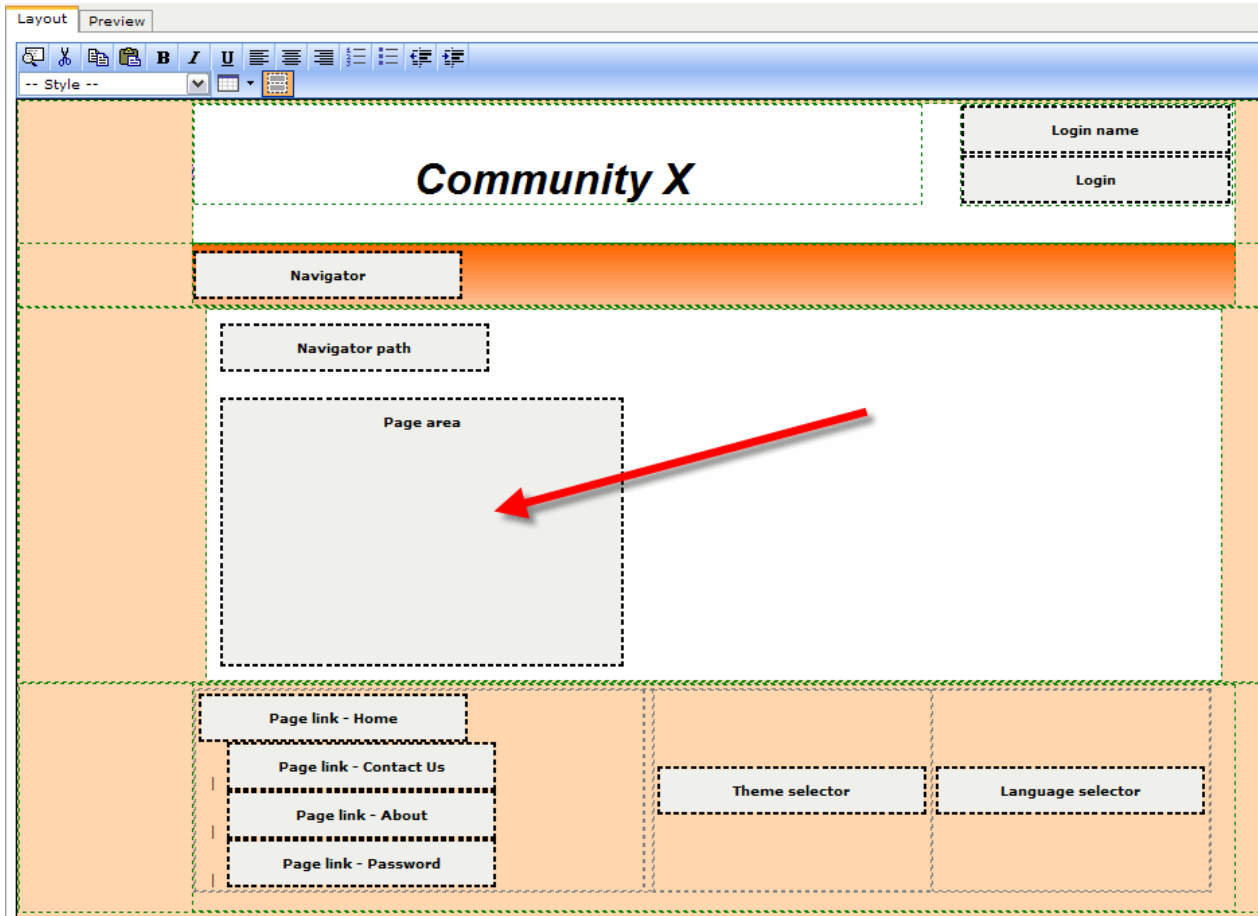 Layout Preview
B I U
-- Style --
Login name
Community X
Login
Navigator
Navigator path
Page area
Page link - Home
| Page link - Contact Us
Theme selector Language selector
| Page link - About
| Page link - Password